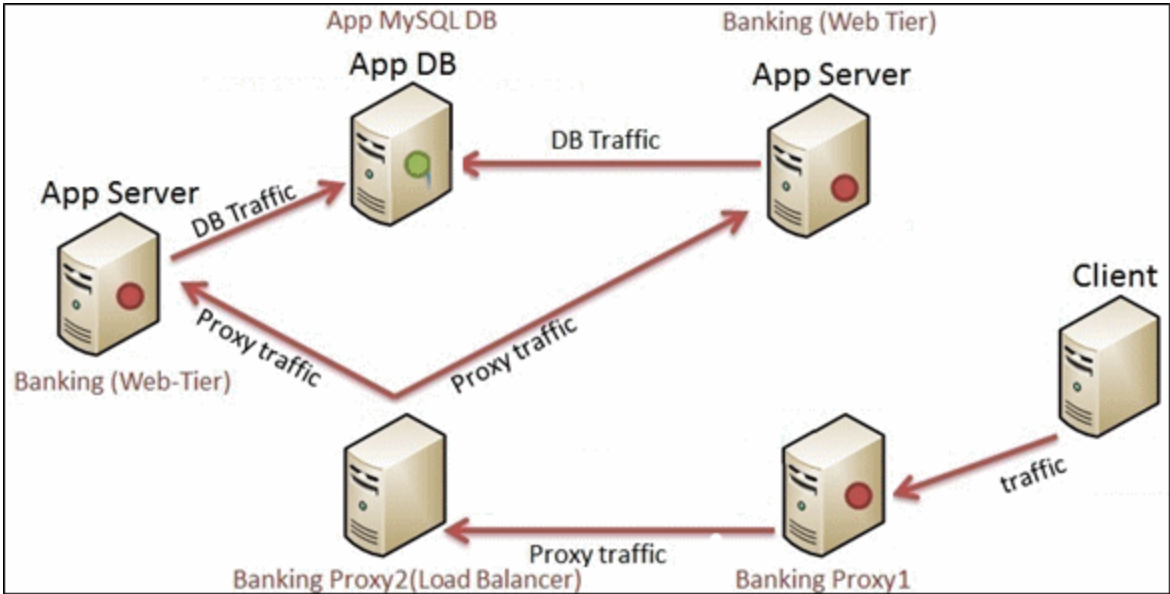 App MySQL DB
Banking (Web Tier)
App DB
App Server
DB Traffic
App Server
DB Traffic
Client
Proxy traffic
Proxy traffic
Banking (Web-Tier)
traffic
Proxy traffic
Banking Proxy2(Load Balancer)
Banking Proxy1